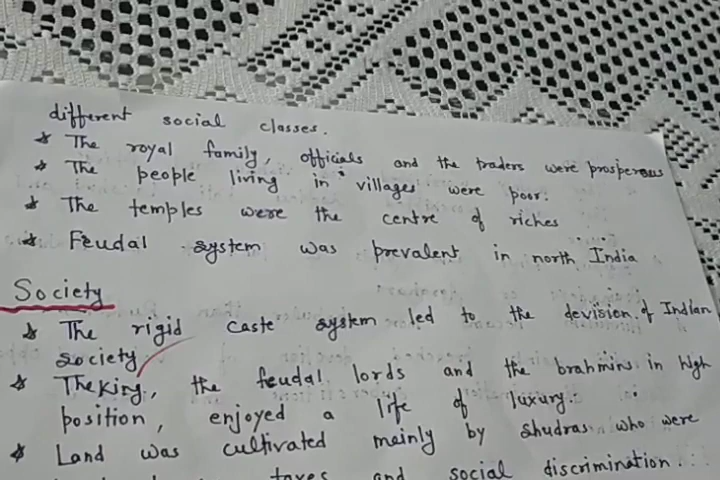 different social classes.
* The royal family, officials and the traders were prosperous
* The people living in villages were poor.
* The temples were the centre of riches
* Feudal system was prevalent in north India
Society
* The rigid caste system led to the devision of Indian
society
* The king, the feudal lords and the brahmins in high
position, enjoyed a life of luxury.
* Land was cultivated mainly by Shudras who were
taxes and social discrimination.